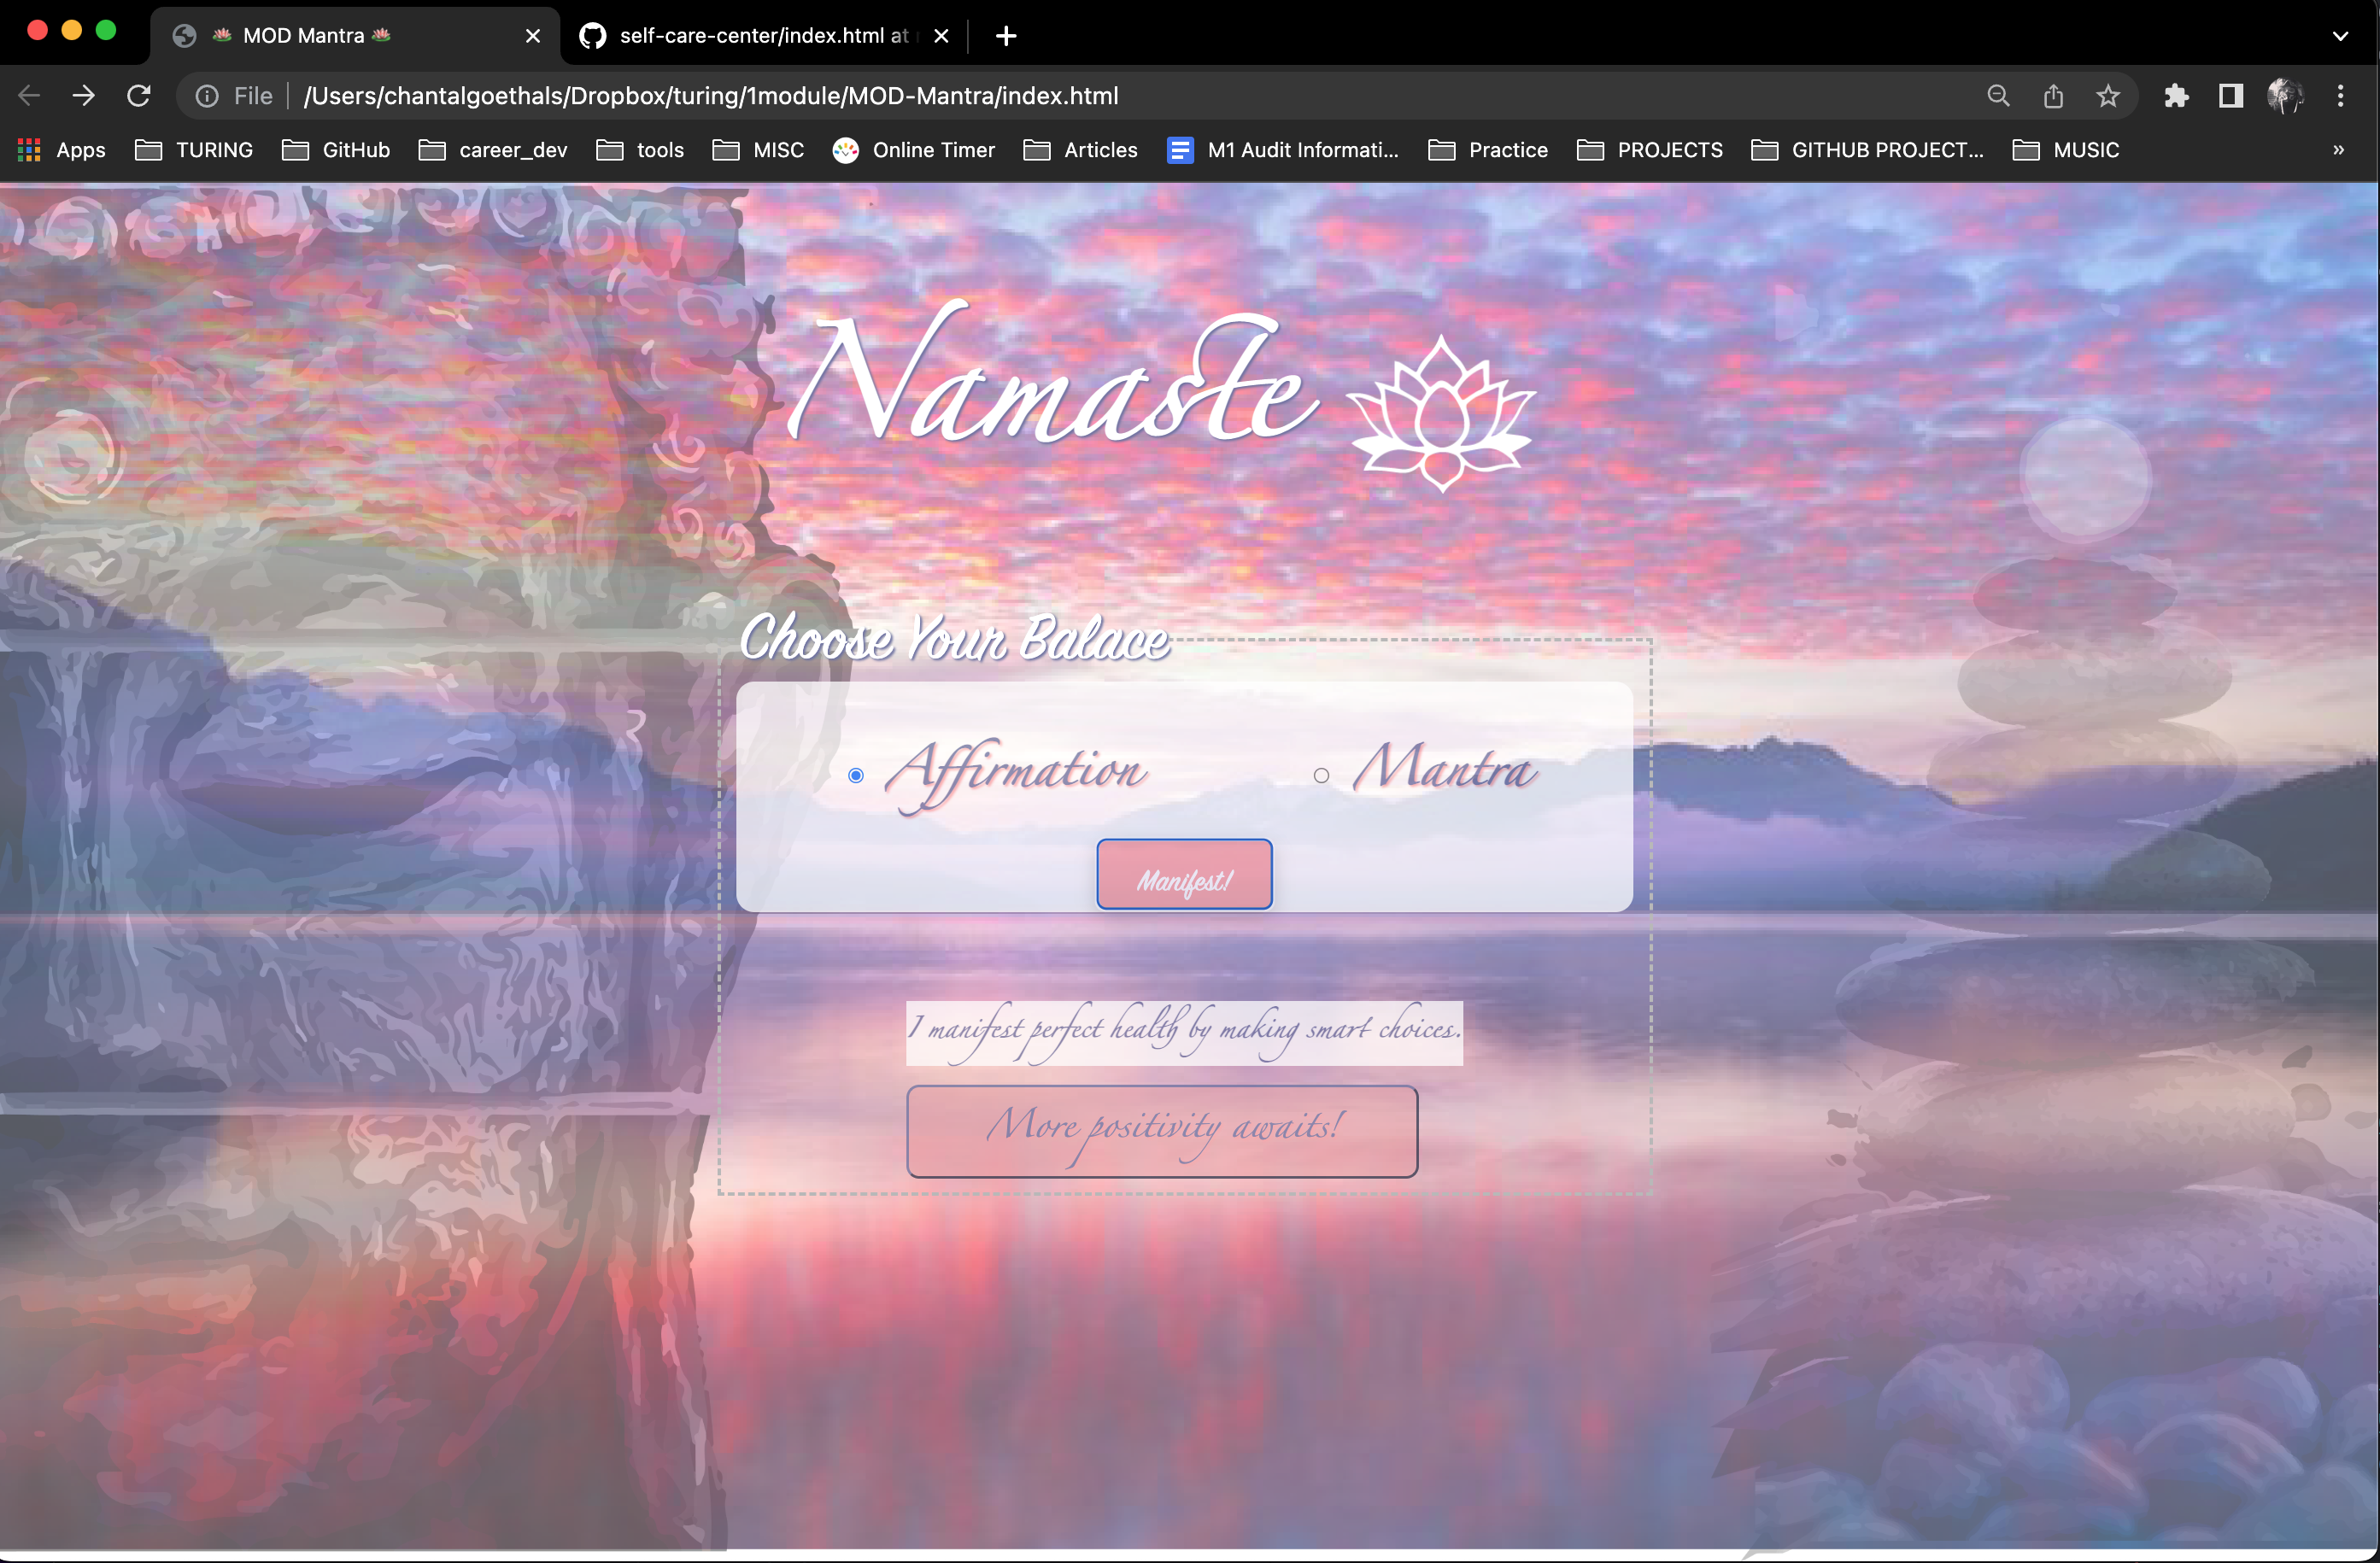 🪷 MOD Mantra 🪷
self-care-center/index.html at
File /Users/chantalgoethals/Dropbox/turing/1module/MOD-Mantra/index.html
Apps TURING GitHub career_dev tools MISC Online Timer Articles M1 Audit Informati... Practice PROJECTS GITHUB PROJECT... MUSIC »
Namaste
Choose Your Balace
Affirmation Mantra
Manifest!
I manifest perfect health by making smart choices.
More positivity awaits!